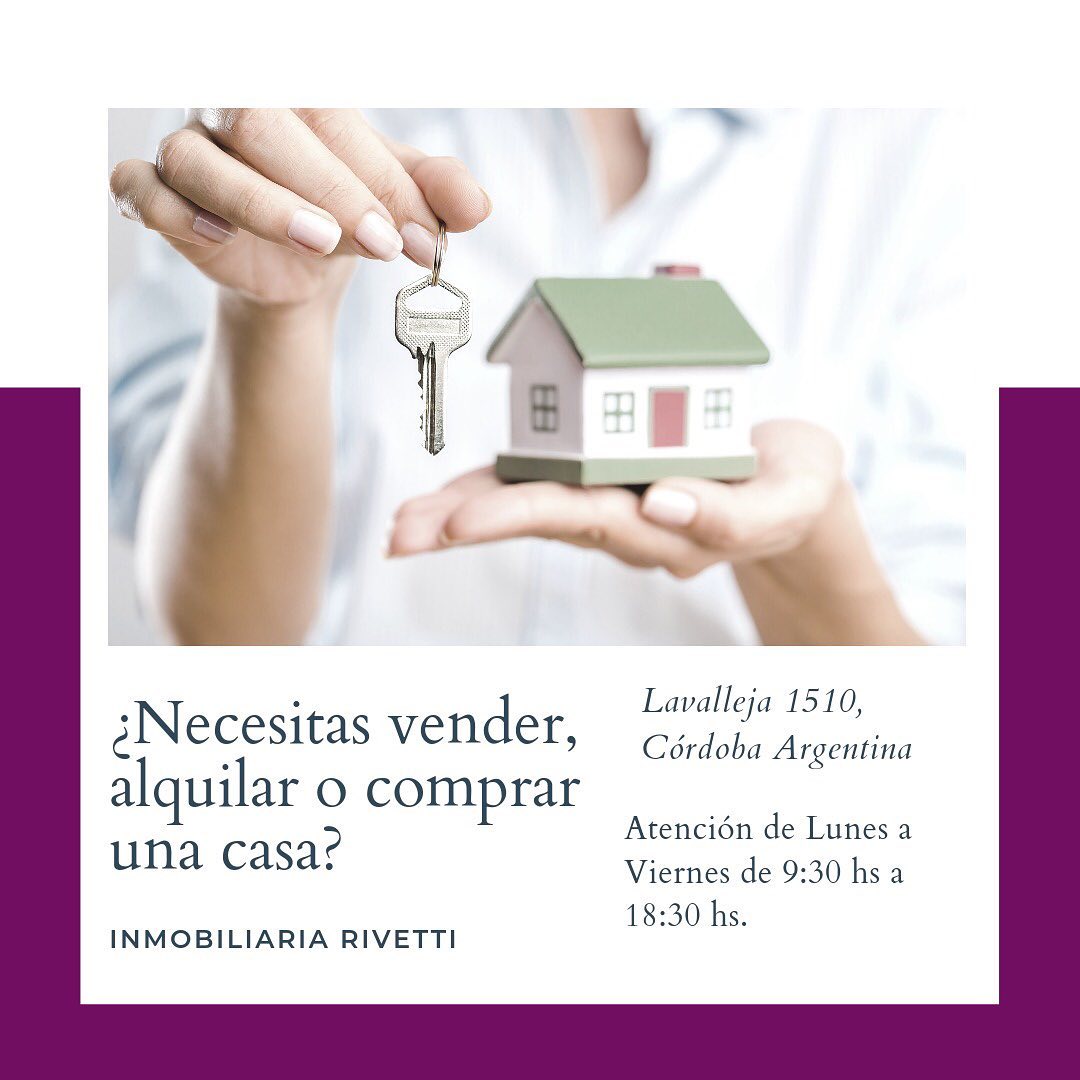 ¿Necesitas vender,
alquilar o comprar
una casa?
INMOBILIARIA RIVETTI
Lavalleja 1510,
Córdoba Argentina
Atención de Lunes a
Viernes de 9:30 hs a
18:30 hs.